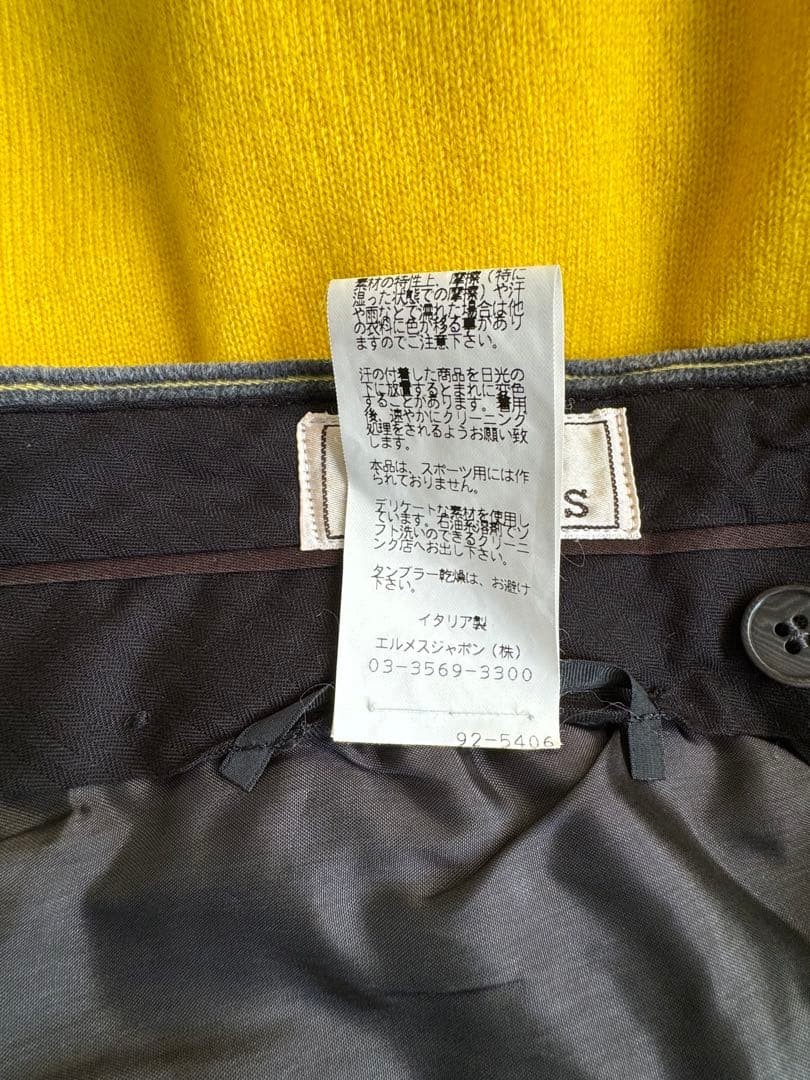 素材の特性上、摩擦(特に
湿った状態での摩擦)や汗
や雨などで濡れた場合は他
の衣料に色が移る事があり
ますのでご注意下さい。
汗の付着した商品を日光の
下に放置するとまれに変色
することがあります。着用
後、速やかにクリーニング
処理をされるようお願い致
します。
本品は、スポーツ用には作
られておりません。
デリケートな素材を使用し
ています。石油系溶剤でソ
フト洗いのできるクリーニ
ング店へお出し下さい。
タンブラー乾燥は、お避け
下さい。
イタリア製
エルメスジャポン(株)
03-3569-3300
92-5406
S